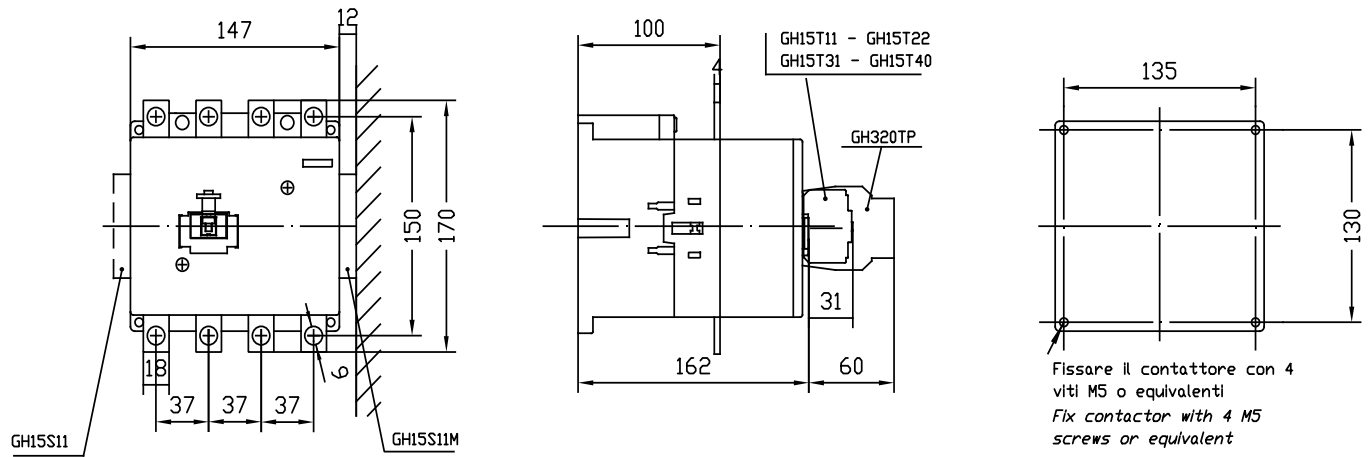 147
12
150
170
18
37
37
37
9
GH15S11
GH15S11M
100
4
GH15T11 - GH15T22
GH15T31 - GH15T40
GH320TP
31
162
60
135
130
Fissare il contattore con 4
viti M5 o equivalenti
Fix contactor with 4 M5
screws or equivalent